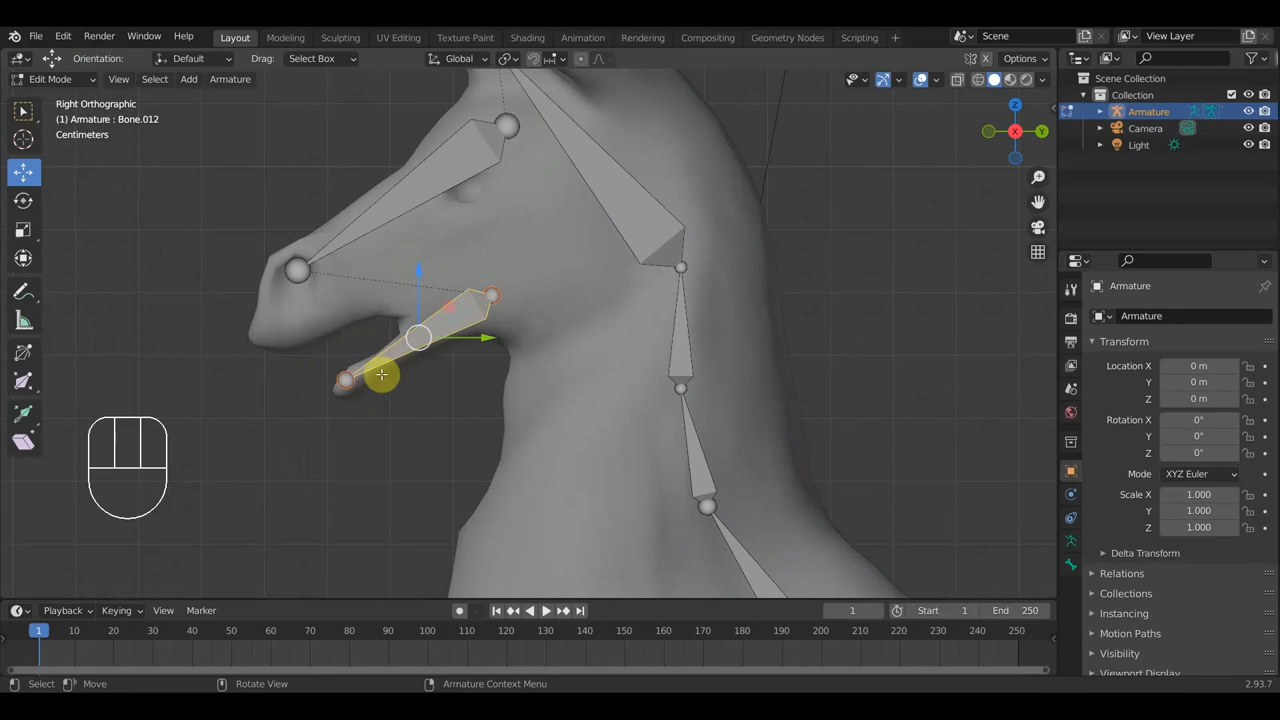 File Edit Render Window Help Layout Modeling Sculpting UV Editing Texture Paint Shading Animation Rendering Compositing Geometry Nodes Scripting + Scene View Layer
Orientation: Default Drag: Select Box Global X Options
Edit Mode View Select Add Armature
Right Orthographic
(1) Armature : Bone.012
Centimeters
Z
X
Y
Scene Collection
Collection
Armature
Camera
Light
Armature
Armature
Transform
Location X 0 m
Y 0 m
Z 0 m
Rotation X 0°
Y 0°
Z 0°
Mode XYZ Euler
Scale X 1.000
Y 1.000
Z 1.000
Delta Transform
Relations
Collections
Instancing
Motion Paths
Visibility
Viewport Display
Playback Keying View Marker 1 Start 1 End 250
1 10 20 30 40 50 60 70 80 90 100 110 120 130 140 150 160 170 180 190 200 210 220 230 240 250
Select Move Rotate View Armature Context Menu 2.93.7